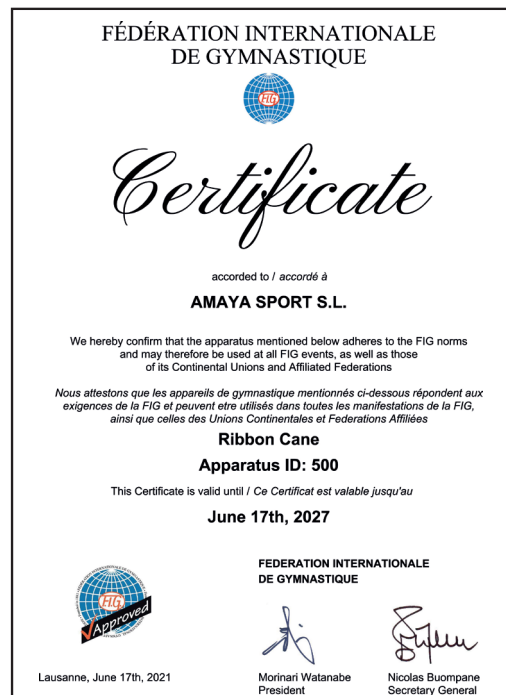 FÉDÉRATION INTERNATIONALE
DE GYMNASTIQUE
FIG
Certificate
accorded to / accordé à
AMAYA SPORT S.L.
We hereby confirm that the apparatus mentioned below adheres to the FIG norms
and may therefore be used at all FIG events, as well as those
of its Continental Unions and Affiliated Federations
Nous attestons que les appareils de gymnastique mentionnés ci-dessous répondent aux
exigences de la FIG et peuvent etre utilisés dans toutes les manifestations de la FIG,
ainsi que celles des Unions Continentales et Federations Affiliées
Ribbon Cane
Apparatus ID: 500
This Certificate is valid until / Ce Certificat est valable jusqu'au
June 17th, 2027
FEDERATION INTERNATIONALE
DE GYMNASTIQUE
FIG
Approved
Lausanne, June 17th, 2021
Morinari Watanabe
President
Nicolas Buompane
Secretary General